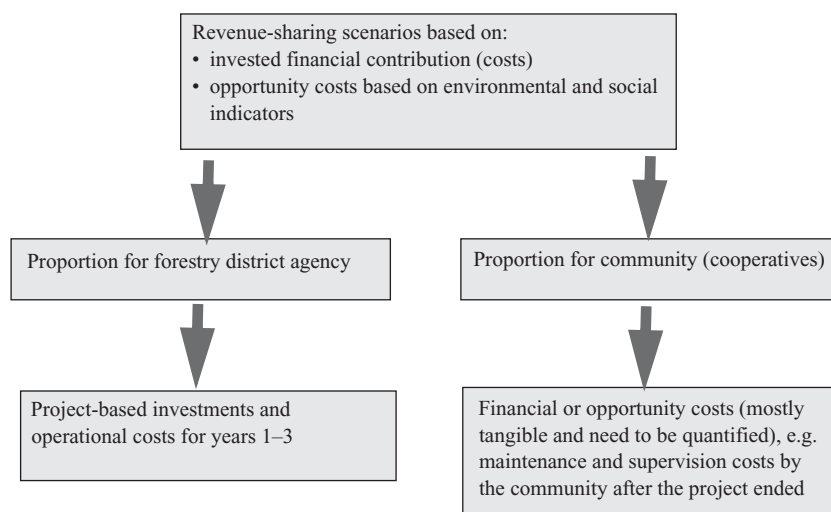 Revenue-sharing scenarios based on:
• invested financial contribution (costs)
• opportunity costs based on environmental and social
indicators
Proportion for forestry district agency
Proportion for community (cooperatives)
Project-based investments and
operational costs for years 1–3
Financial or opportunity costs (mostly
tangible and need to be quantified), e.g.
maintenance and supervision costs by
the community after the project ended